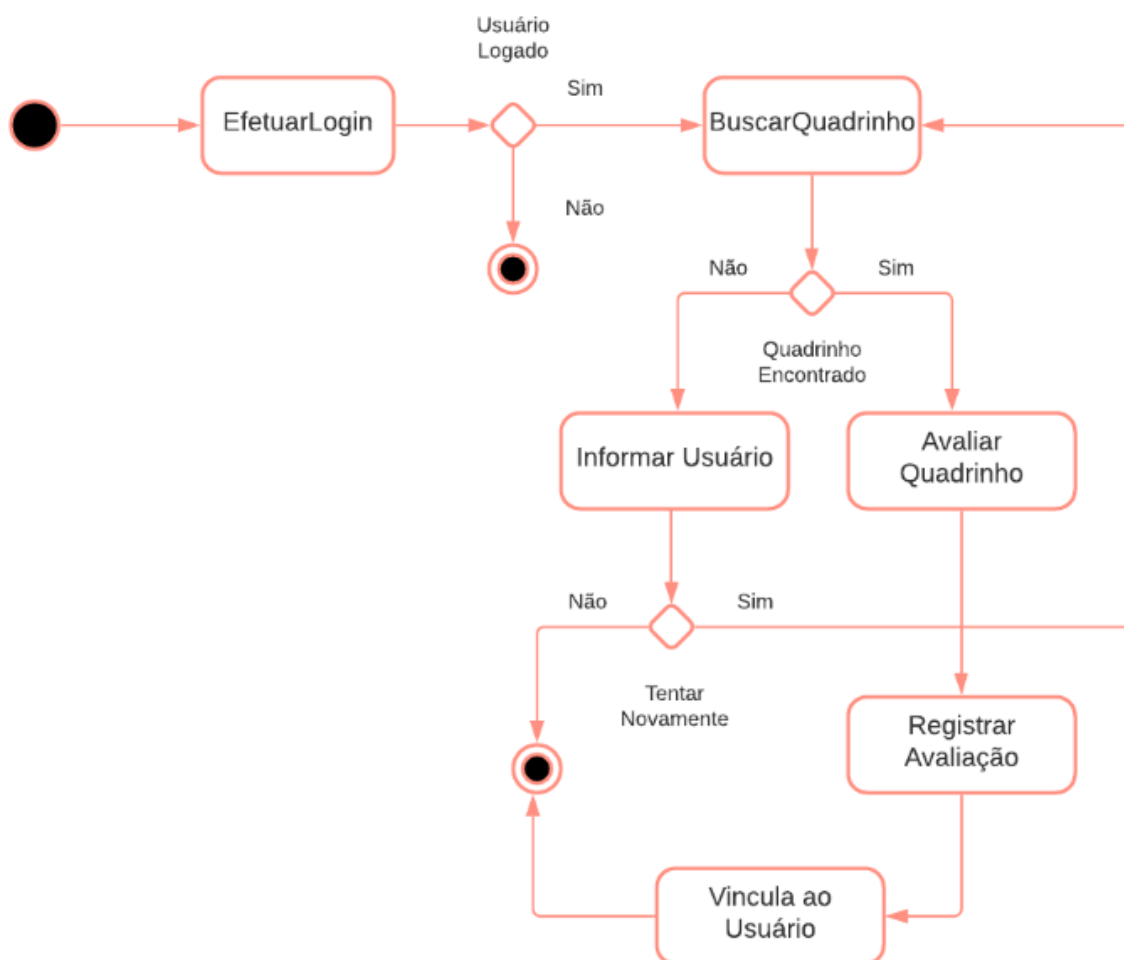 Usuário
Logado
Sim
EfetuarLogin
BuscarQuadrinho
Não
Não
Sim
Quadrinho
Encontrado
Informar Usuário
Avaliar
Quadrinho
Não
Sim
Tentar
Novamente
Registrar
Avaliação
Vincula ao
Usuário